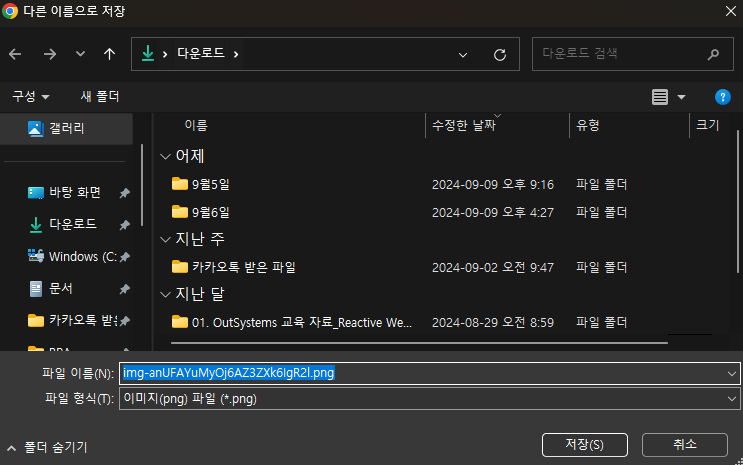 다른 이름으로 저장
다운로드
다운로드 검색
구성
새 폴더
갤러리
바탕 화면
다운로드
Windows (C:
문서
카카오톡 받은
이름
수정한 날짜
유형
크기
어제
9월5일
2024-09-09 오후 9:16
파일 폴더
9월6일
2024-09-09 오후 4:27
파일 폴더
지난 주
카카오톡 받은 파일
2024-09-02 오전 9:47
파일 폴더
지난 달
01. OutSystems 교육 자료_Reactive We...
2024-08-29 오전 8:59
파일 폴더
파일 이름(N):
img-anUFAYuMyOj6AZ3ZXk6IgR2l.png
파일 형식(T):
이미지(png) 파일 (*.png)
폴더 숨기기
저장(S)
취소